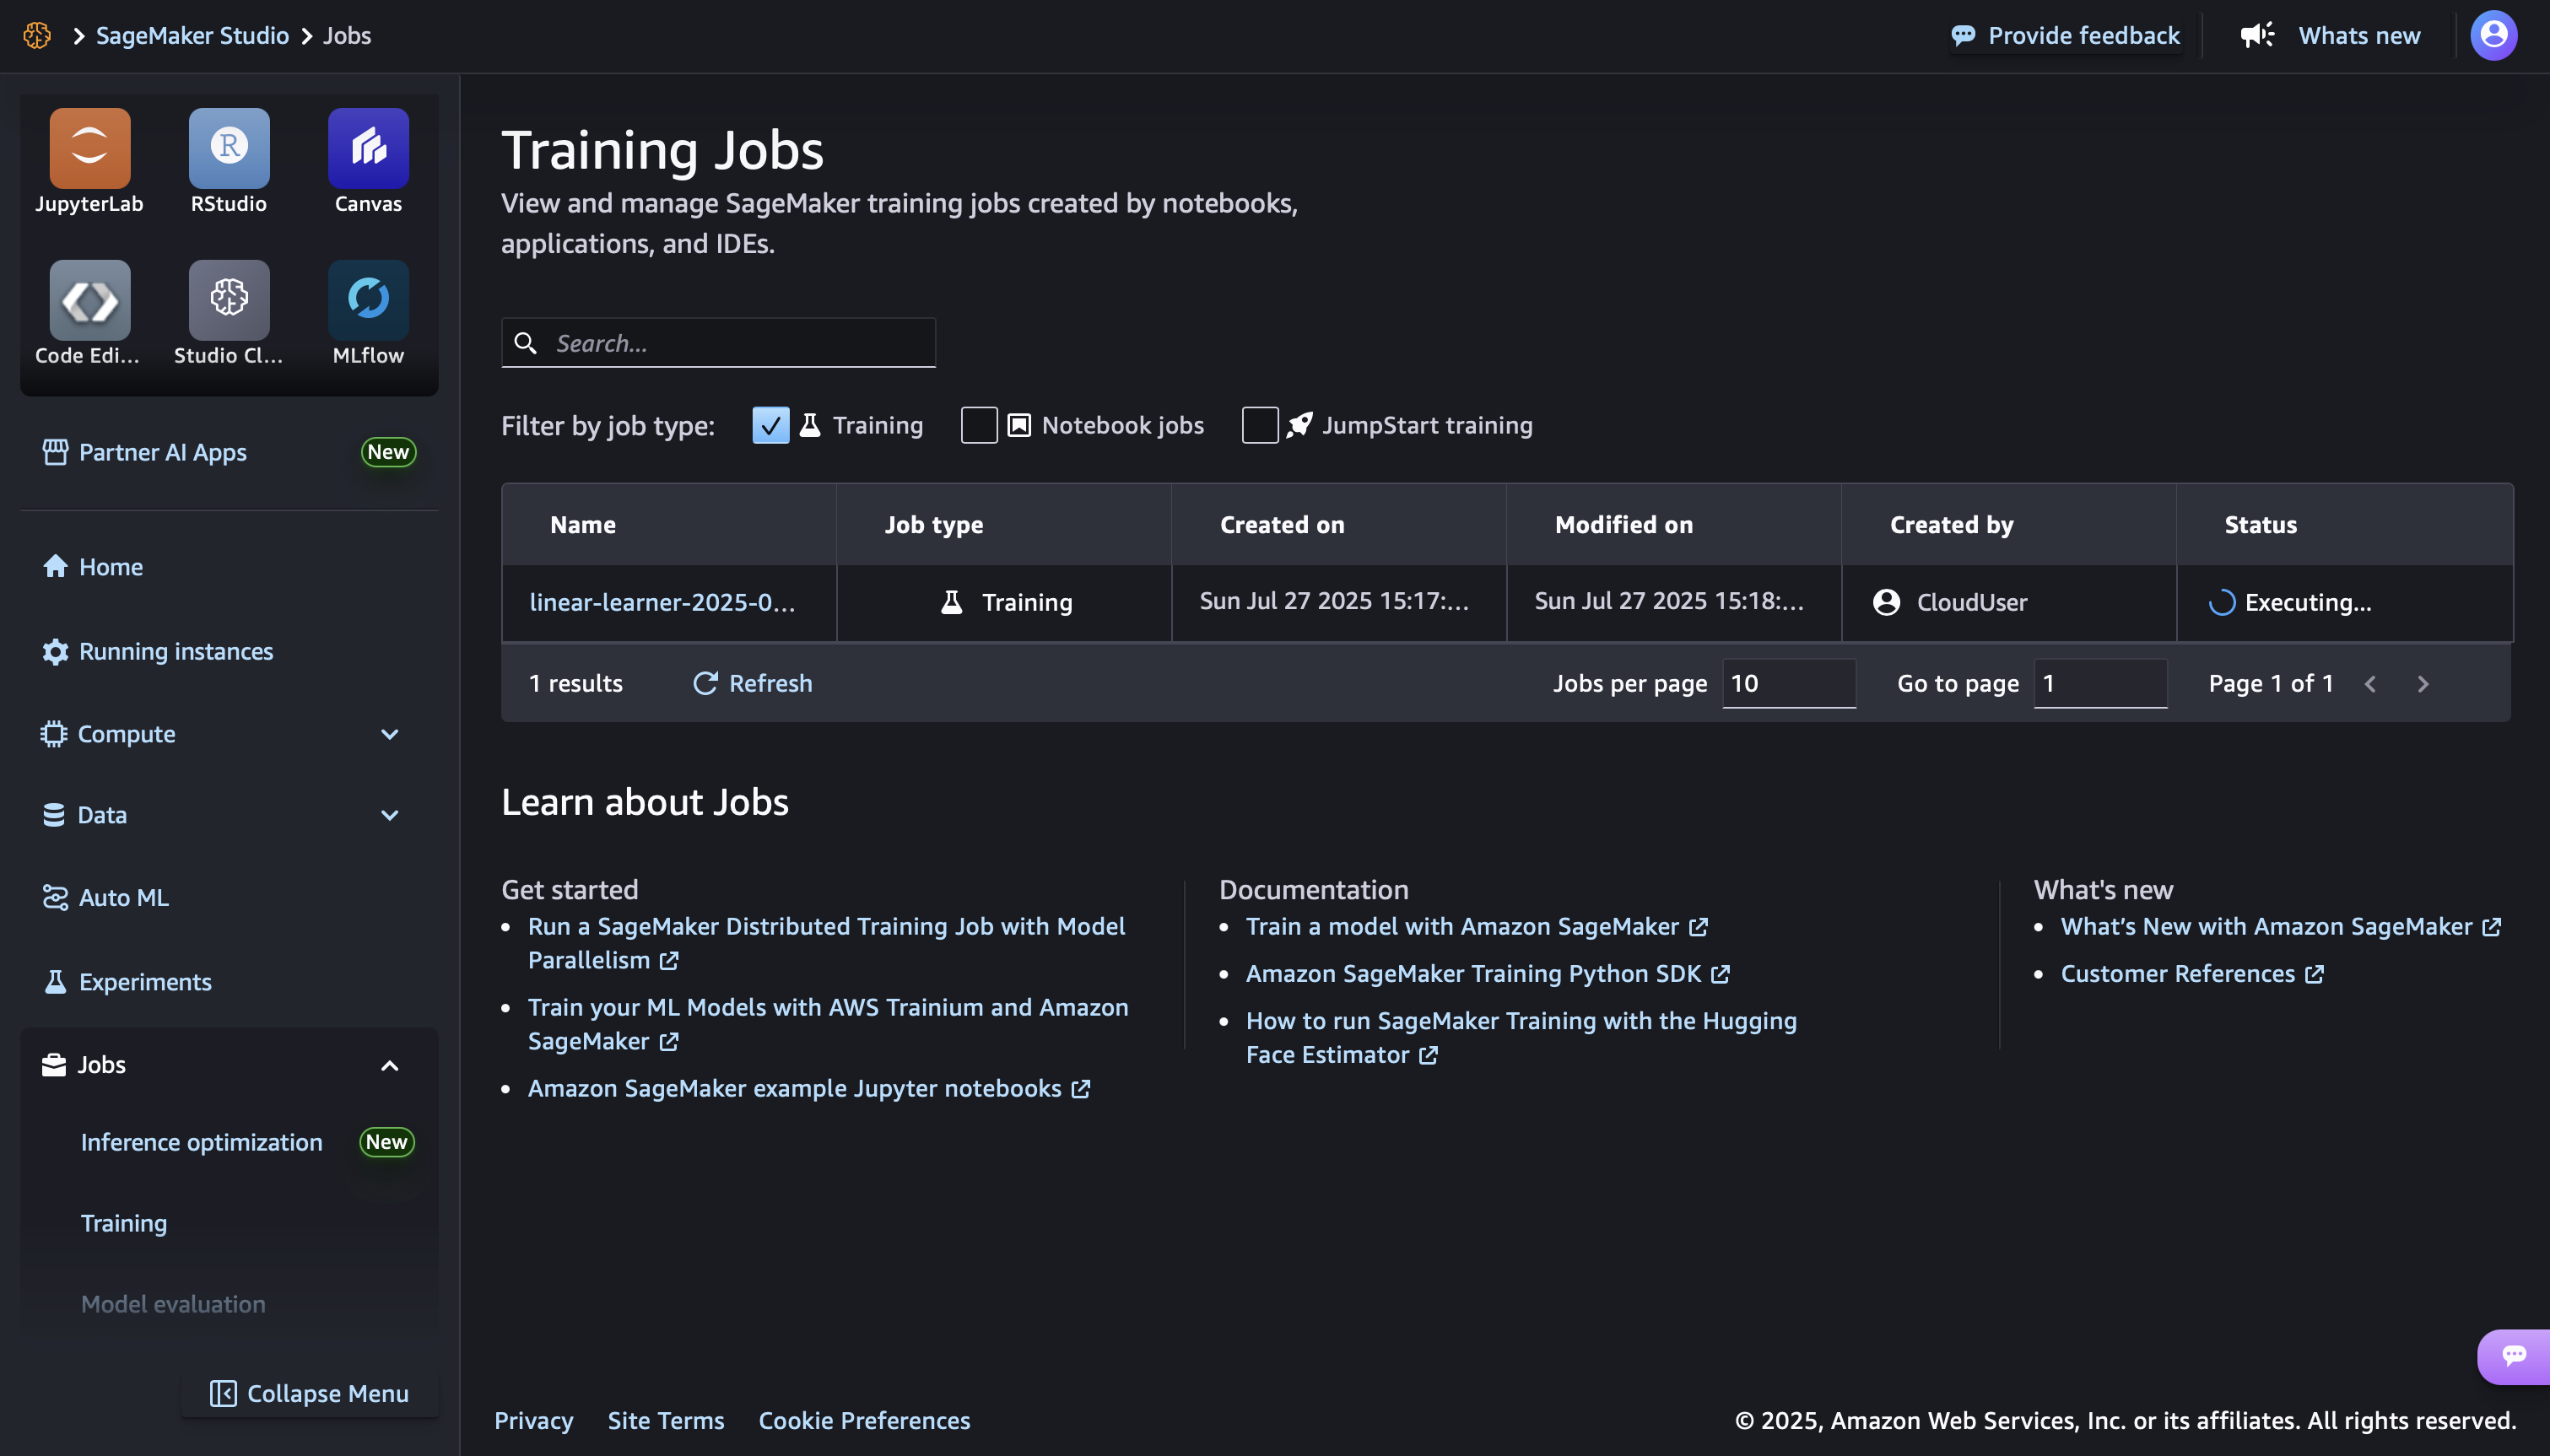 SageMaker Studio Jobs
Provide feedback
Whats new
JupyterLab
RStudio
Canvas
Code Edi...
Studio Cl...
MLflow
Partner AI Apps New
Home
Running instances
Compute
Data
Auto ML
Experiments
Jobs
Inference optimization New
Training
Model evaluation
Collapse Menu
Training Jobs
View and manage SageMaker training jobs created by notebooks,
applications, and IDEs.
Search...
Filter by job type: Training Notebook jobs JumpStart training
Name Job type Created on Modified on Created by Status
linear-learner-2025-0... Training Sun Jul 27 2025 15:17:... Sun Jul 27 2025 15:18:... CloudUser Executing...
1 results Refresh Jobs per page 10 Go to page 1 Page 1 of 1
Learn about Jobs
Get started
Run a SageMaker Distributed Training Job with Model
Parallelism
Train your ML Models with AWS Trainium and Amazon
SageMaker
Amazon SageMaker example Jupyter notebooks
Documentation
Train a model with Amazon SageMaker
Amazon SageMaker Training Python SDK
How to run SageMaker Training with the Hugging
Face Estimator
What's new
What’s New with Amazon SageMaker
Customer References
Privacy Site Terms Cookie Preferences
© 2025, Amazon Web Services, Inc. or its affiliates. All rights reserved.